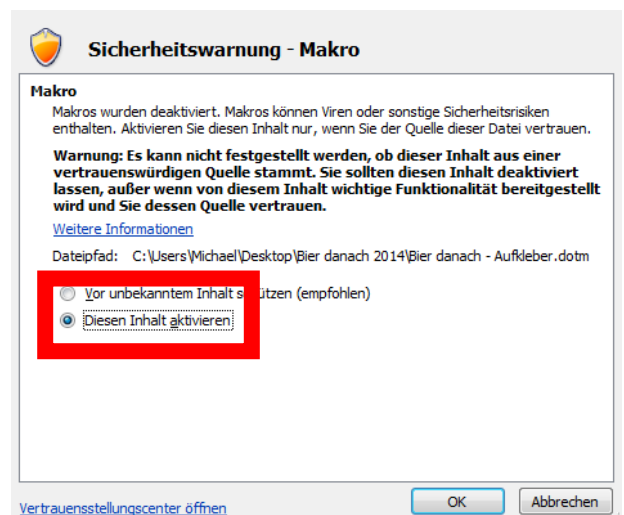 Sicherheitswarnung - Makro
Makro
Makros wurden deaktiviert. Makros können Viren oder sonstige Sicherheitsrisiken
enthalten. Aktivieren Sie diesen Inhalt nur, wenn Sie der Quelle dieser Datei vertrauen.
Warnung: Es kann nicht festgestellt werden, ob dieser Inhalt aus einer
vertrauenswürdigen Quelle stammt. Sie sollten diesen Inhalt deaktiviert
lassen, außer wenn von diesem Inhalt wichtige Funktionalität bereitgestellt
wird und Sie dessen Quelle vertrauen.
Weitere Informationen
Dateipfad: C:\Users\Michael\Desktop\Bier danach 2014\Bier danach - Aufkleber.dotm
Vor unbekanntem Inhalt schützen (empfohlen)
Diesen Inhalt aktivieren
Vertrauensstellungscenter öffnen
OK
Abbrechen